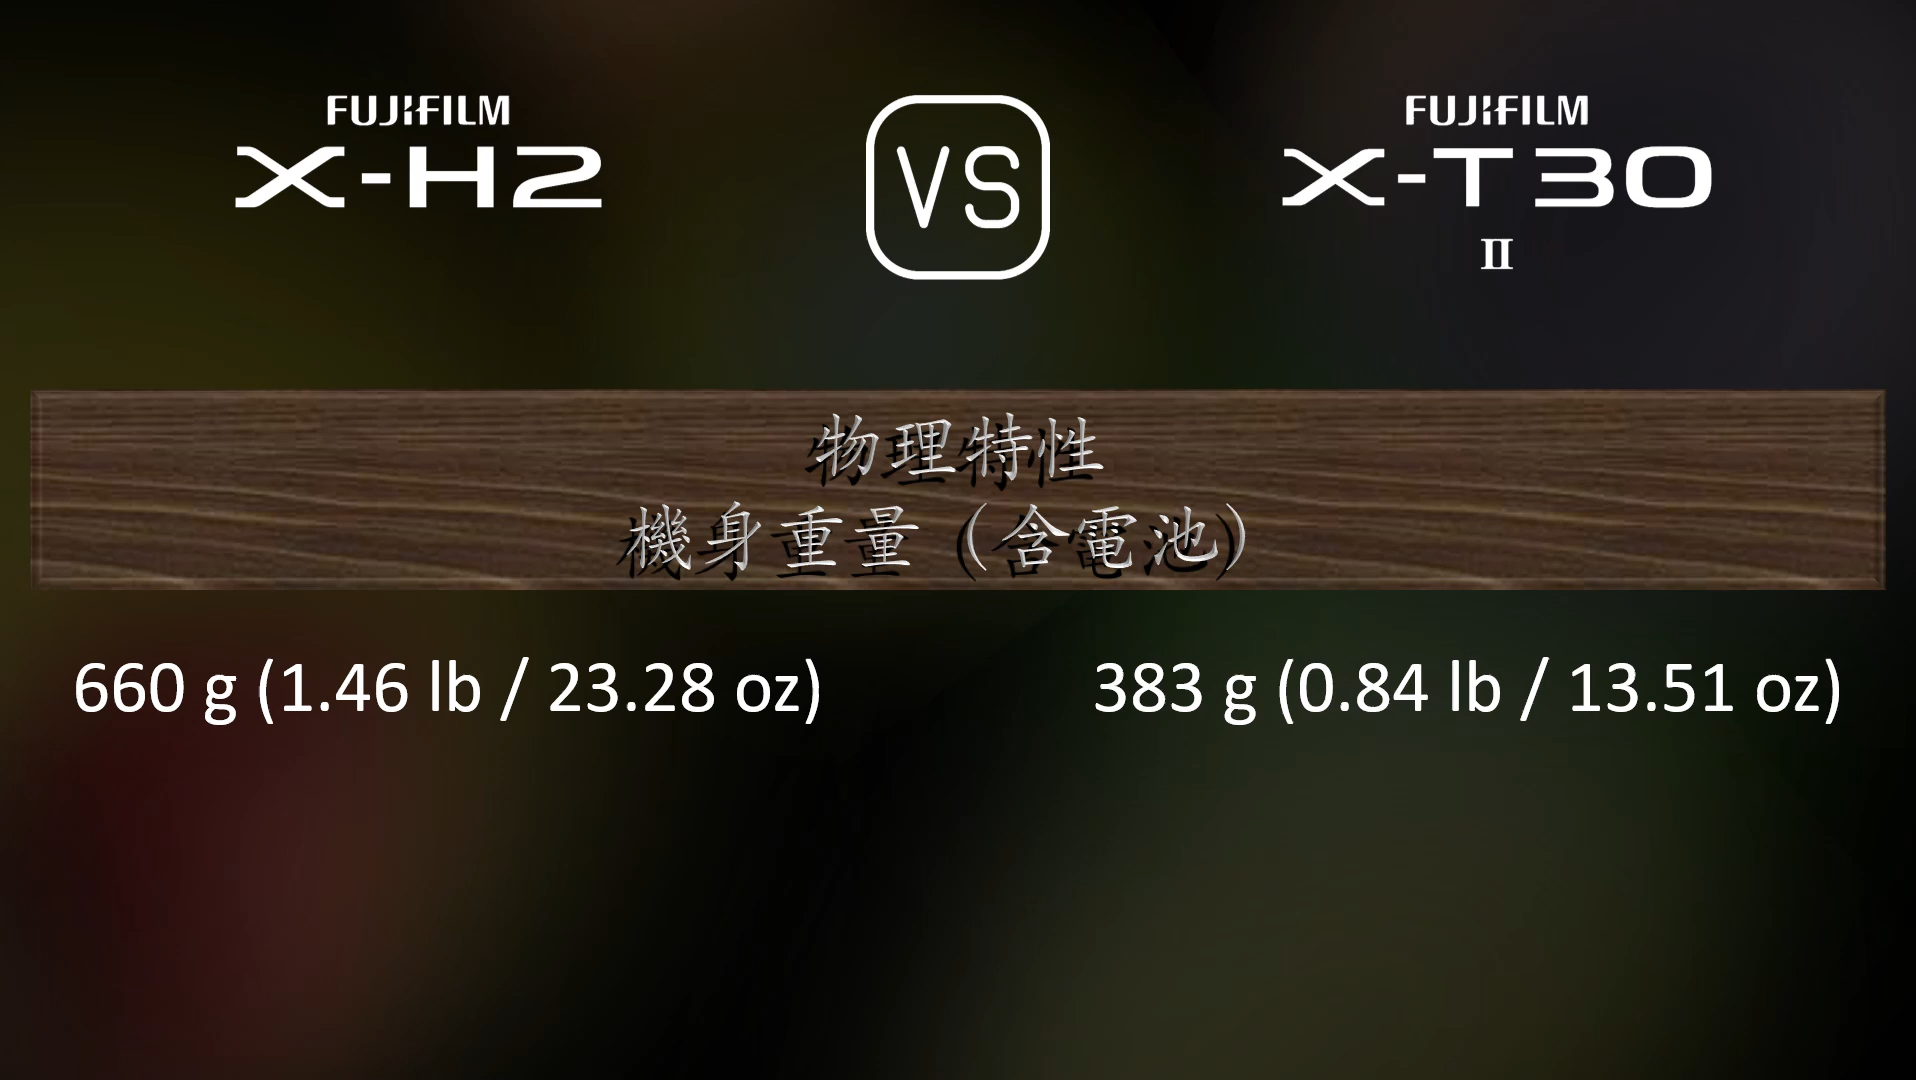 FUJIFILM
X-H2
VS
FUJIFILM
X-T30
II
物理特性
機身重量（含電池）
660 g (1.46 lb / 23.28 oz)
383 g (0.84 lb / 13.51 oz)